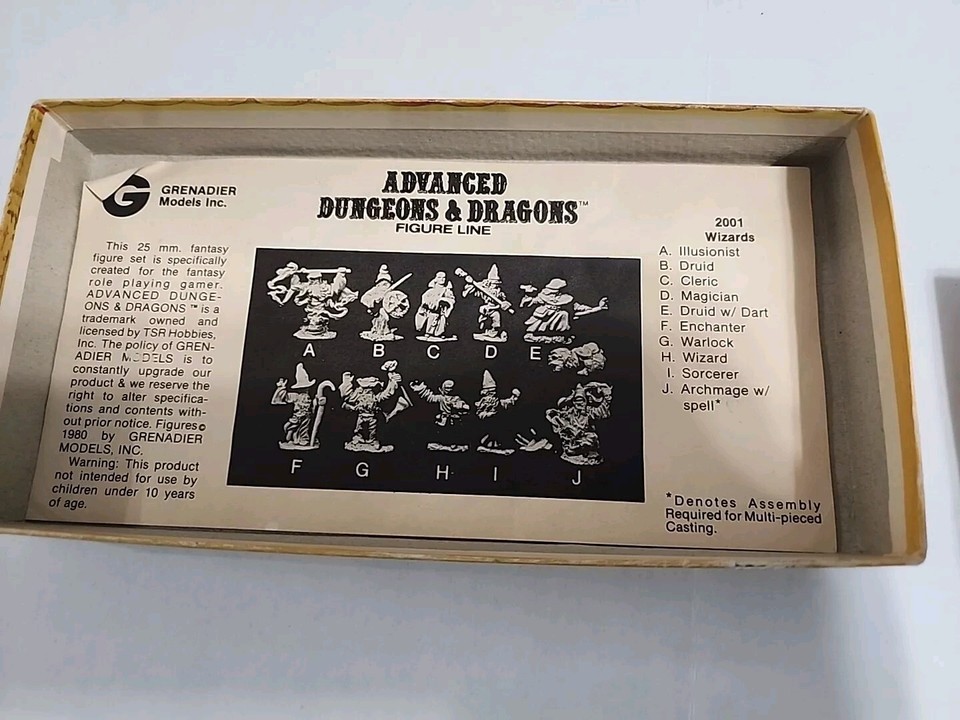 G GRENADIER
Models Inc.
ADVANCED
DUNGEONS & DRAGONS™
FIGURE LINE
This 25 mm. fantasy
figure set is specifically
created for the fantasy
role playing gamer.
ADVANCED DUNGE-
ONS & DRAGONS ™ is a
trademark owned and
licensed by TSR Hobbies,
Inc. The policy of GREN-
ADIER MODELS is to
constantly upgrade our
product & we reserve the
right to alter specifica-
tions and contents with-
out prior notice. Figures©
1980 by GRENADIER
MODELS, INC.
Warning: This product
not intended for use by
children under 10 years
of age.
A B C D E
F G H I J
2001
Wizards
A. Illusionist
B. Druid
C. Cleric
D. Magician
E. Druid w/ Dart
F. Enchanter
G. Warlock
H. Wizard
I. Sorcerer
J. Archmage w/
spell*
*Denotes Assembly
Required for Multi-pieced
Casting.